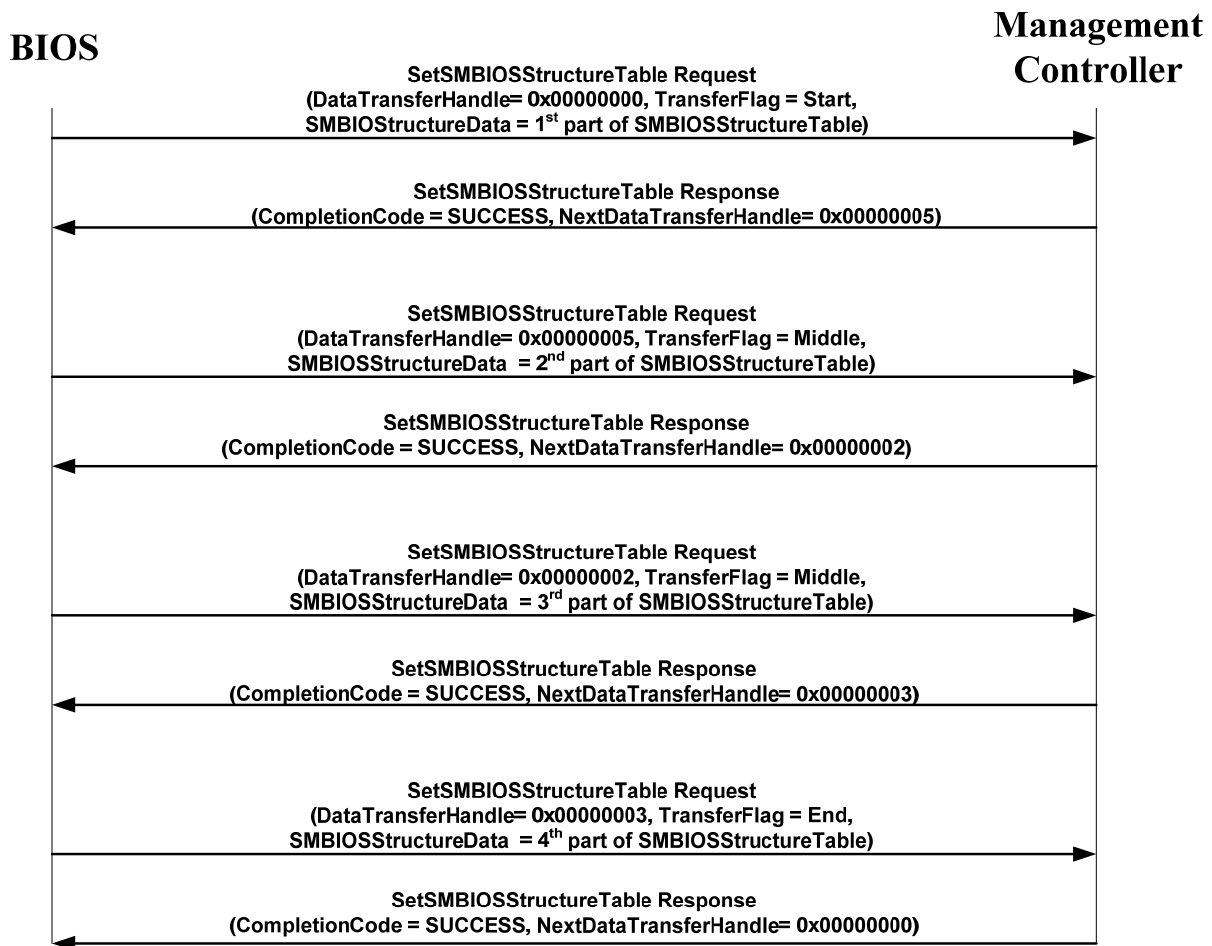 BIOS
Management
Controller
SetSMBIOSStructureTable Request
(DataTransferHandle= 0x00000000, TransferFlag = Start,
SMBIOStructureData = 1st part of SMBIOSStructureTable)
SetSMBIOSStructureTable Response
(CompletionCode = SUCCESS, NextDataTransferHandle= 0x00000005)
SetSMBIOSStructureTable Request
(DataTransferHandle= 0x00000005, TransferFlag = Middle,
SMBIOSStructureData = 2nd part of SMBIOSStructureTable)
SetSMBIOSStructureTable Response
(CompletionCode = SUCCESS, NextDataTransferHandle= 0x00000002)
SetSMBIOSStructureTable Request
(DataTransferHandle= 0x00000002, TransferFlag = Middle,
SMBIOSStructureData = 3rd part of SMBIOSStructureTable)
SetSMBIOSStructureTable Response
(CompletionCode = SUCCESS, NextDataTransferHandle= 0x00000003)
SetSMBIOSStructureTable Request
(DataTransferHandle= 0x00000003, TransferFlag = End,
SMBIOSStructureData = 4th part of SMBIOSStructureTable)
SetSMBIOSStructureTable Response
(CompletionCode = SUCCESS, NextDataTransferHandle= 0x00000000)